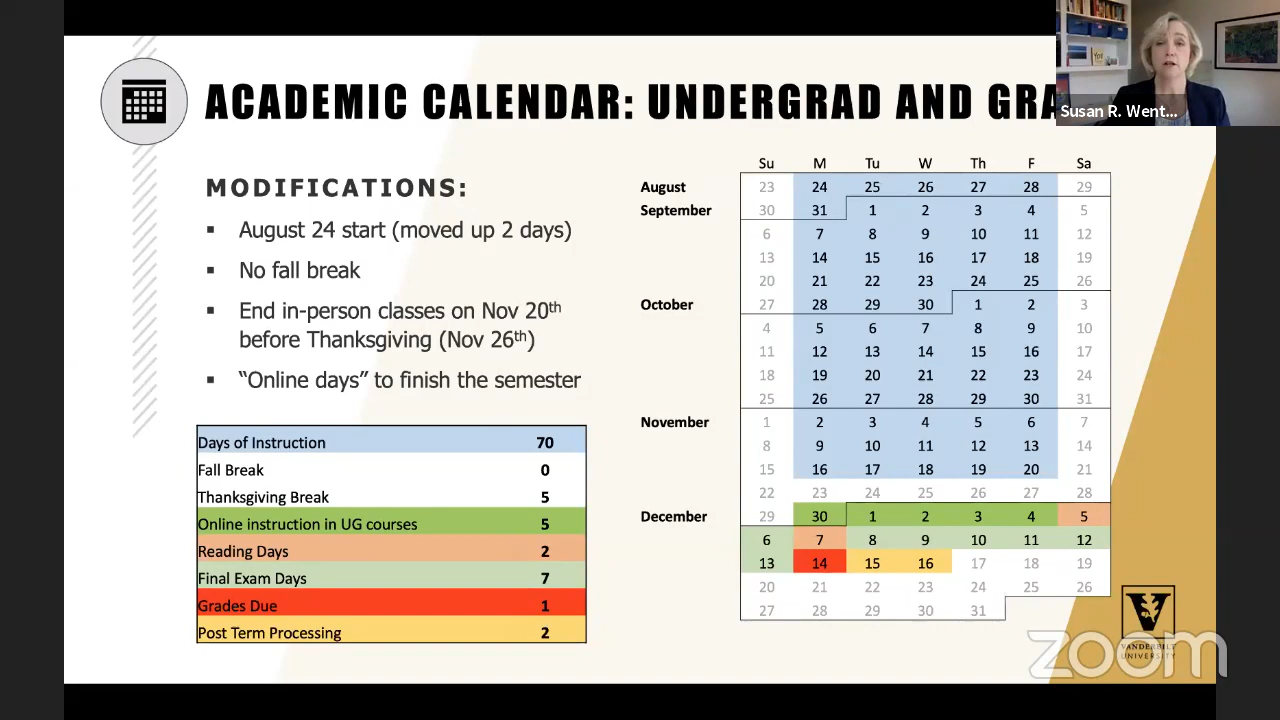 ACADEMIC CALENDAR: UNDERGRAD AND GRA
Susan R. Went...
MODIFICATIONS:
▪ August 24 start (moved up 2 days)
▪ No fall break
▪ End in-person classes on Nov 20th
before Thanksgiving (Nov 26th)
▪ “Online days” to finish the semester
Days of Instruction 70
Fall Break 0
Thanksgiving Break 5
Online instruction in UG courses 5
Reading Days 2
Final Exam Days 7
Grades Due 1
Post Term Processing 2
Su M Tu W Th F Sa
August 23 24 25 26 27 28 29
September 30 31 1 2 3 4 5
6 7 8 9 10 11 12
13 14 15 16 17 18 19
20 21 22 23 24 25 26
October 27 28 29 30 1 2 3
4 5 6 7 8 9 10
11 12 13 14 15 16 17
18 19 20 21 22 23 24
25 26 27 28 29 30 31
November 1 2 3 4 5 6 7
8 9 10 11 12 13 14
15 16 17 18 19 20 21
22 23 24 25 26 27 28
December 29 30 1 2 3 4 5
6 7 8 9 10 11 12
13 14 15 16 17 18 19
20 21 22 23 24 25 26
27 28 29 30 31
V
VANDERBILT
UNIVERSITY
zoom